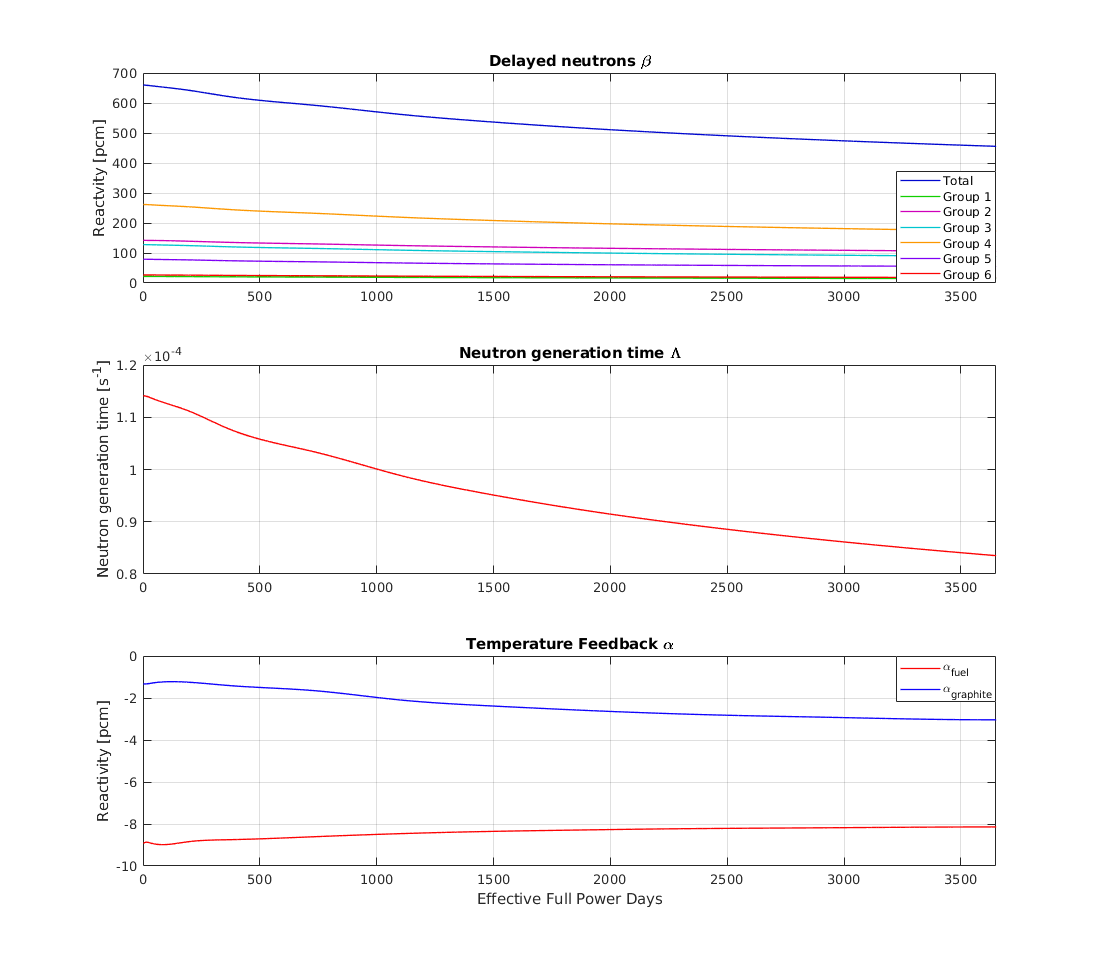 Delayed neutrons β
Reactvity [pcm]
700
600
500
400
300
200
100
0
0 500 1000 1500 2000 2500 3000 3500
Total
Group 1
Group 2
Group 3
Group 4
Group 5
Group 6
Neutron generation time Λ
×10-4
Neutron generation time [s-1]
1.2
1.1
1
0.9
0.8
0 500 1000 1500 2000 2500 3000 3500
Temperature Feedback α
Reactivity [pcm]
0
-2
-4
-6
-8
-10
0 500 1000 1500 2000 2500 3000 3500
αfuel
αgraphite
Effective Full Power Days